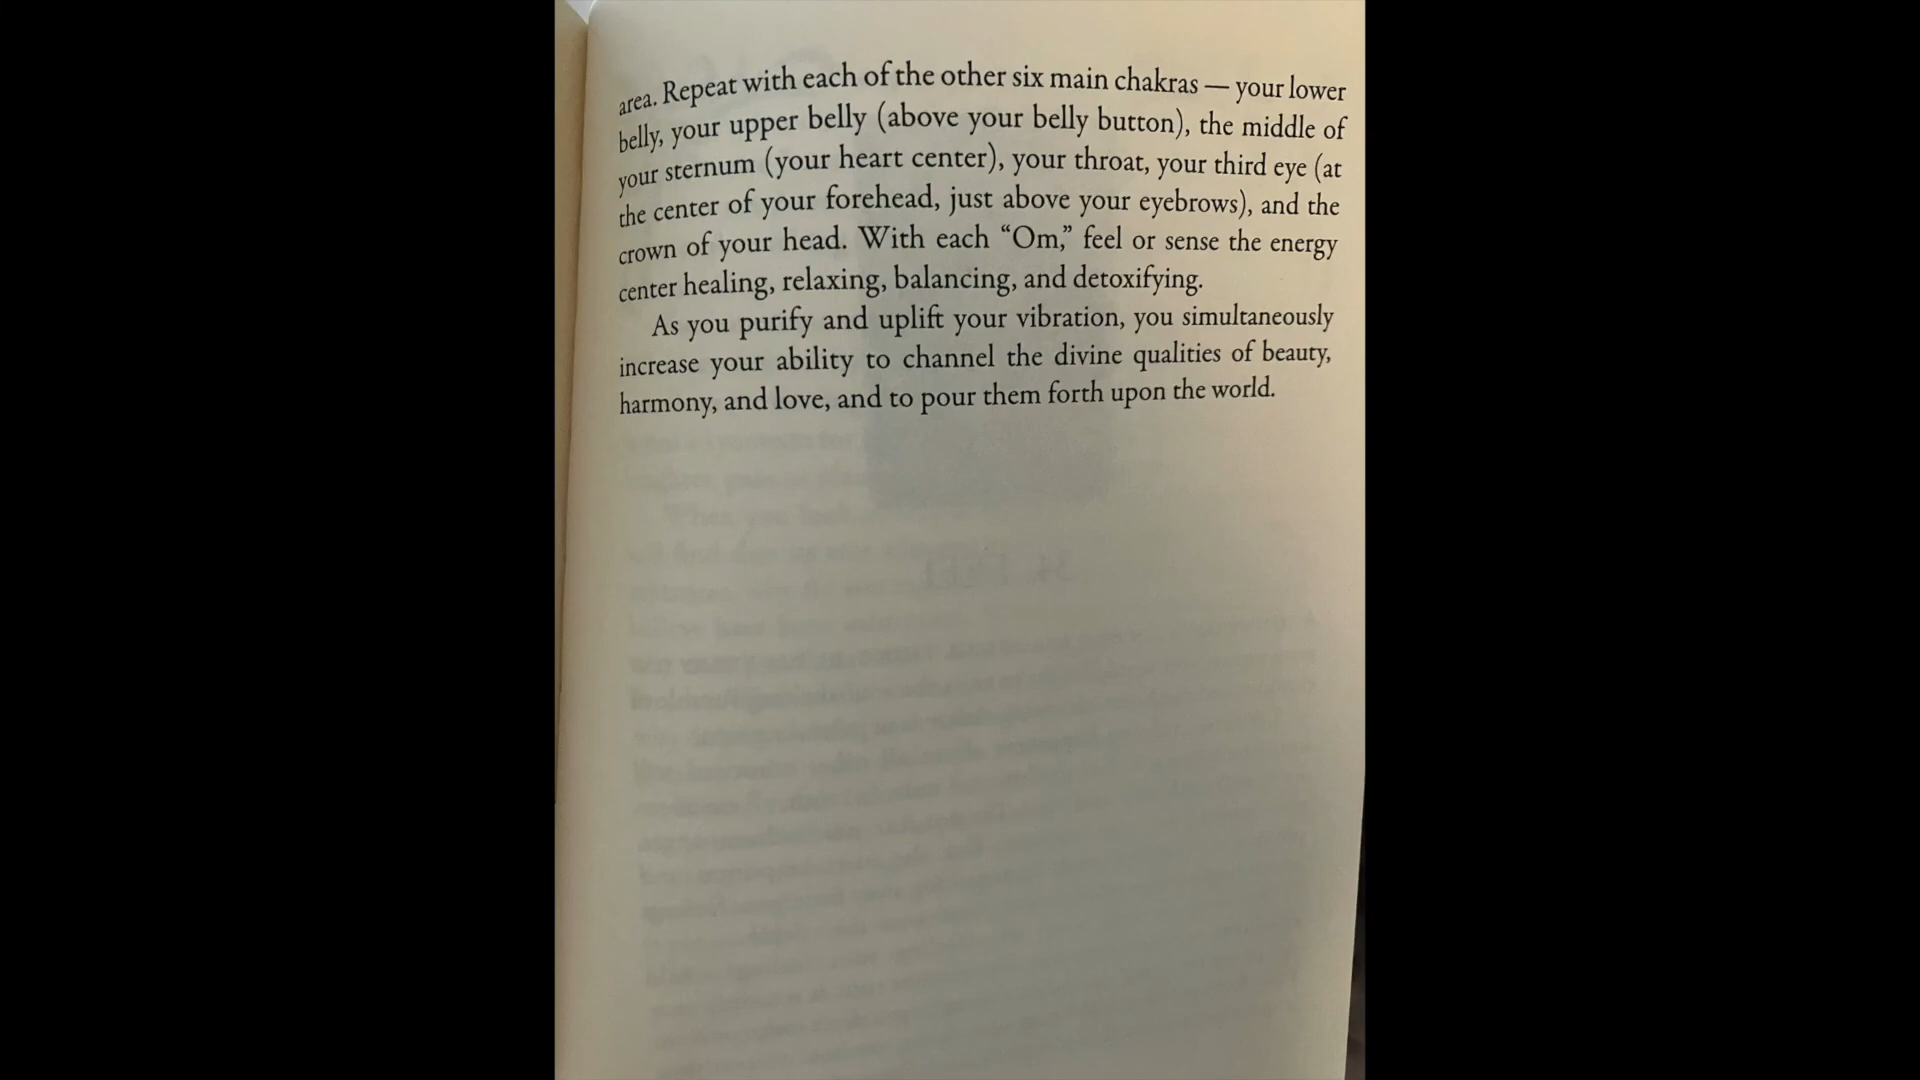 area. Repeat with each of the other six main chakras — your lower
belly, your upper belly (above your belly button), the middle of
your sternum (your heart center), your throat, your third eye (at
the center of your forehead, just above your eyebrows), and the
crown of your head. With each “Om,” feel or sense the energy
center healing, relaxing, balancing, and detoxifying.
As you purify and uplift your vibration, you simultaneously
increase your ability to channel the divine qualities of beauty,
harmony, and love, and to pour them forth upon the world.